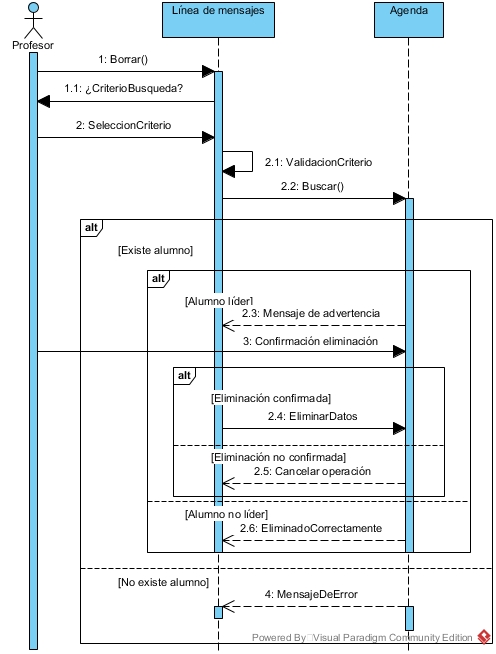 Línea de mensajes
Agenda
Profesor
1: Borrar()
1.1: ¿CriterioBusqueda?
2: SeleccionCriterio
2.1: ValidacionCriterio
2.2: Buscar()
alt
[Existe alumno]
alt
[Alumno líder]
2.3: Mensaje de advertencia
3: Confirmación eliminación
alt
[Eliminación confirmada]
2.4: EliminarDatos
[Eliminación no confirmada]
2.5: Cancelar operación
[Alumno no líder]
2.6: EliminadoCorrectamente
[No existe alumno]
4: MensajeDeError
Powered By Visual Paradigm Community Edition